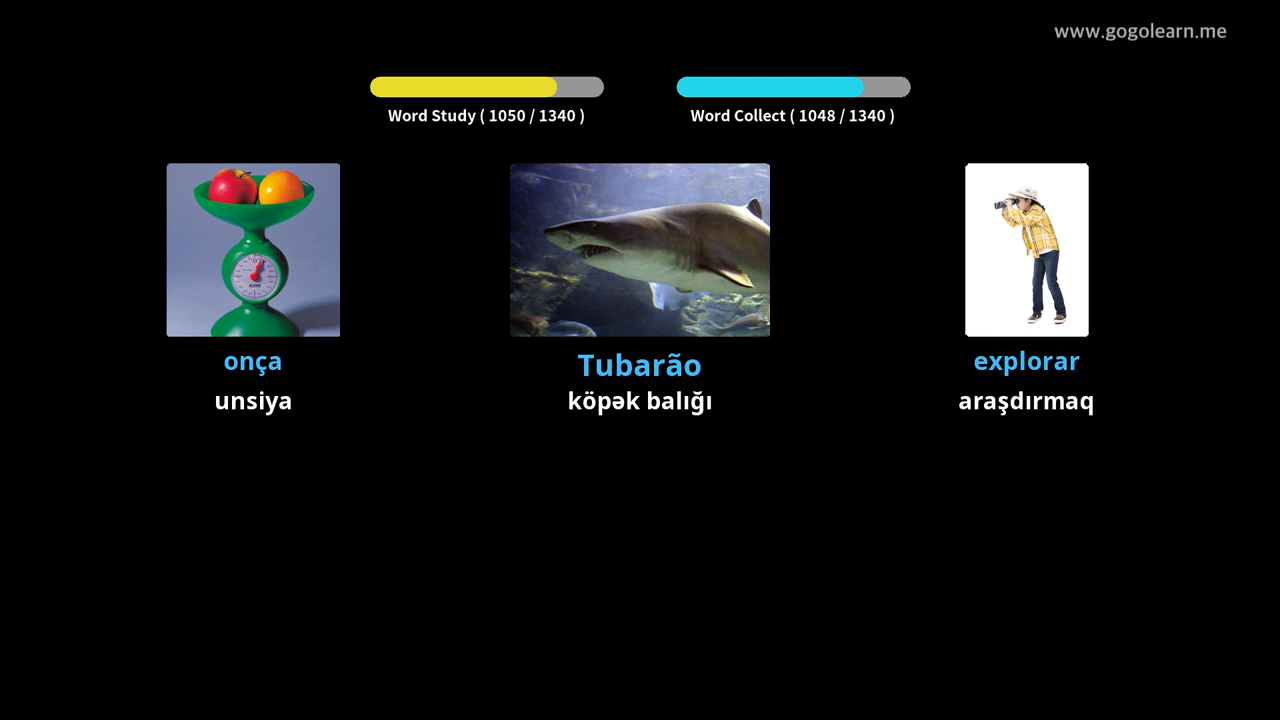 www.gogolearn.me
Word Study ( 1050 / 1340 )
Word Collect ( 1048 / 1340 )
onça
Tubarão
explorar
unsiya
köpək balığı
araşdırmaq